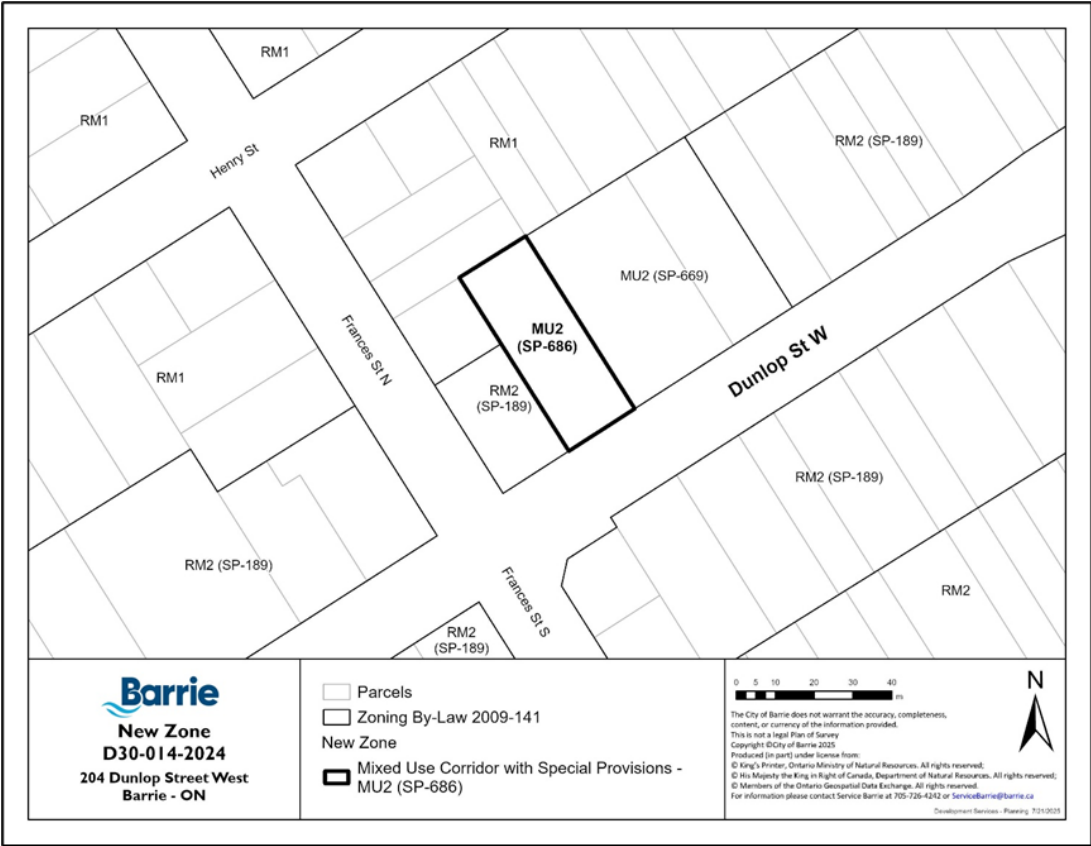 RM1
RM1
Henry St
RM1
RM2 (SP-189)
MU2 (SP-669)
MU2
(SP-686)
Frances St N
Dunlop St W
RM1
RM2
(SP-189)
RM2 (SP-189)
RM2 (SP-189)
Frances St S
RM2
RM2
(SP-189)
Barrie
New Zone
D30-014-2024
204 Dunlop Street West
Barrie - ON
Parcels
Zoning By-Law 2009-141
New Zone
Mixed Use Corridor with Special Provisions -
MU2 (SP-686)
0 5 10 20 30 40
m
N
The City of Barrie does not warrant the accuracy, completeness,
content, or currency of the information provided.
This is not a legal Plan of Survey
Copyright ©City of Barrie 2025
Produced (in part) under license from:
© King's Printer, Ontario Ministry of Natural Resources. All rights reserved;
© His Majesty the King in Right of Canada, Department of Natural Resources. All rights reserved;
© Members of the Ontario Geospatial Data Exchange. All rights reserved.
For information please contact Service Barrie at 705-726-4242 or ServiceBarrie@barrie.ca
Development Services - Planning 7/21/2025